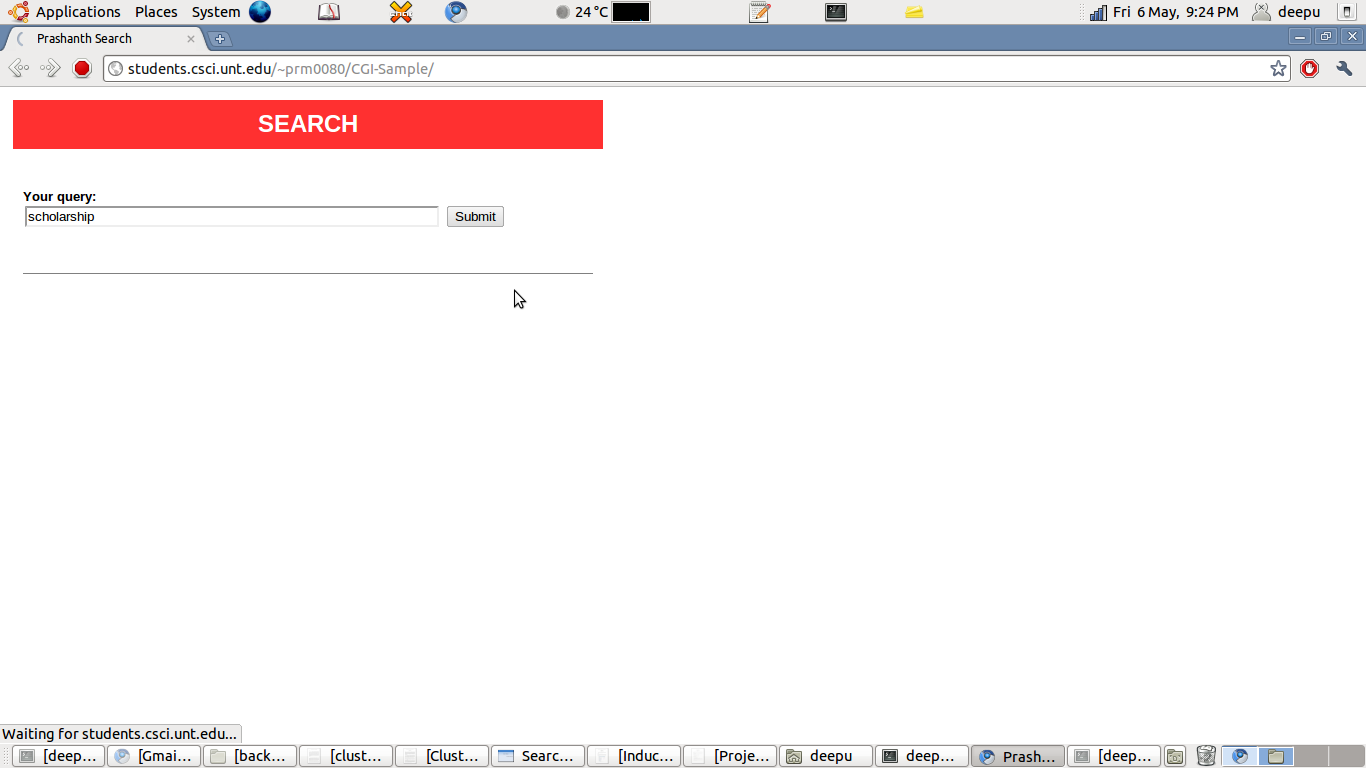 Applications Places System 24 °C Fri 6 May, 9:24 PM deepu
Prashanth Search
students.csci.unt.edu/~prm0080/CGI-Sample/
SEARCH
Your query:
scholarship Submit
Waiting for students.csci.unt.edu...
[deep... [Gmai... [back... [clust... [Clust... Searc... [Induc... [Proje... deepu deep... Prash... [deep...